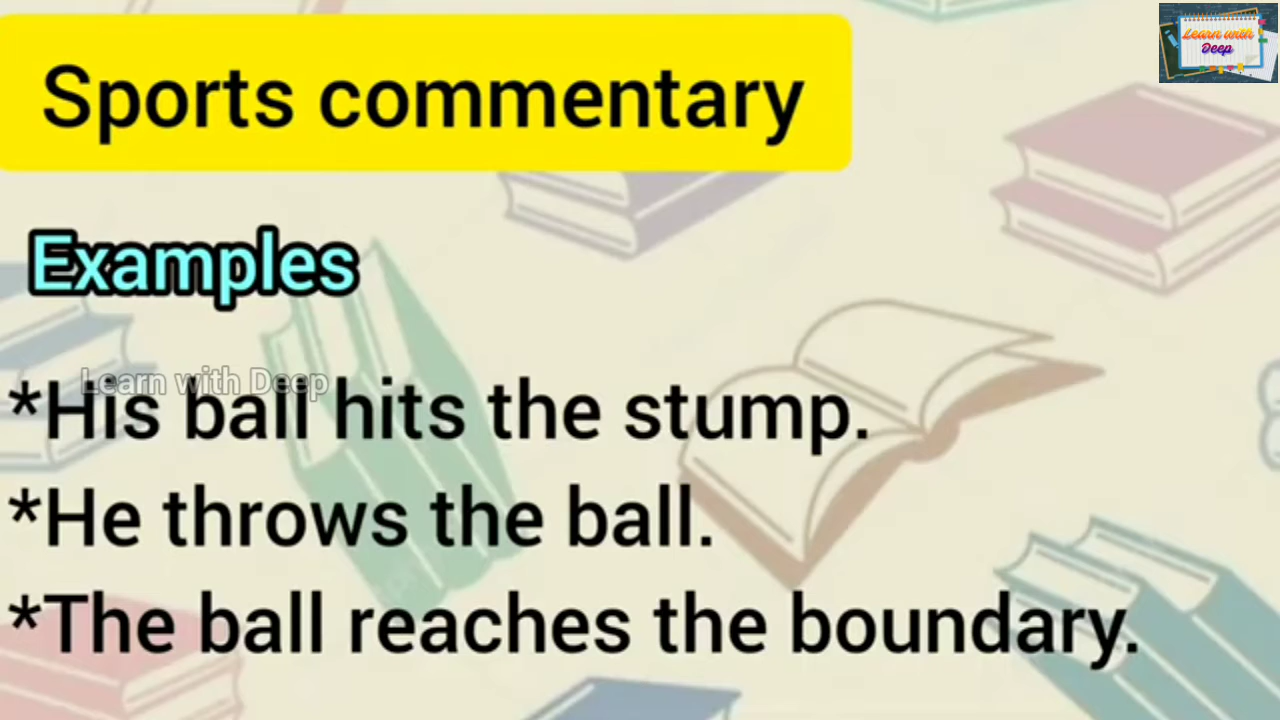 Learn with
Deep
Sports commentary
Examples
Learn with Deep
*His ball hits the stump.
*He throws the ball.
*The ball reaches the boundary.